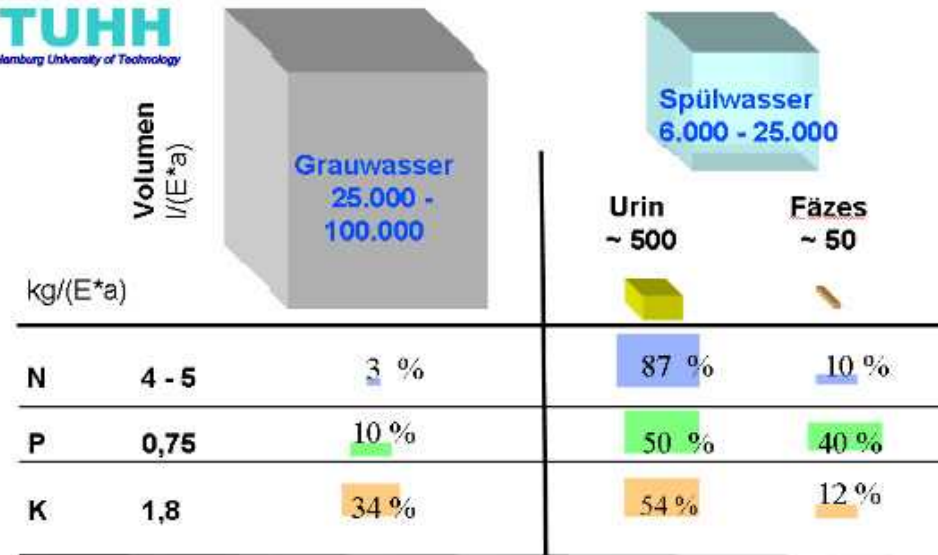 TUHH
Hamburg University of Technology
Volumen
l/(E*a)
Grauwasser
25.000 -
100.000
Spülwasser
6.000 - 25.000
Urin
~ 500
Fäzes
~ 50
kg/(E*a)
N 4 - 5 3 % 87 % 10 %
P 0,75 10 % 50 % 40 %
K 1,8 34 % 54 % 12 %